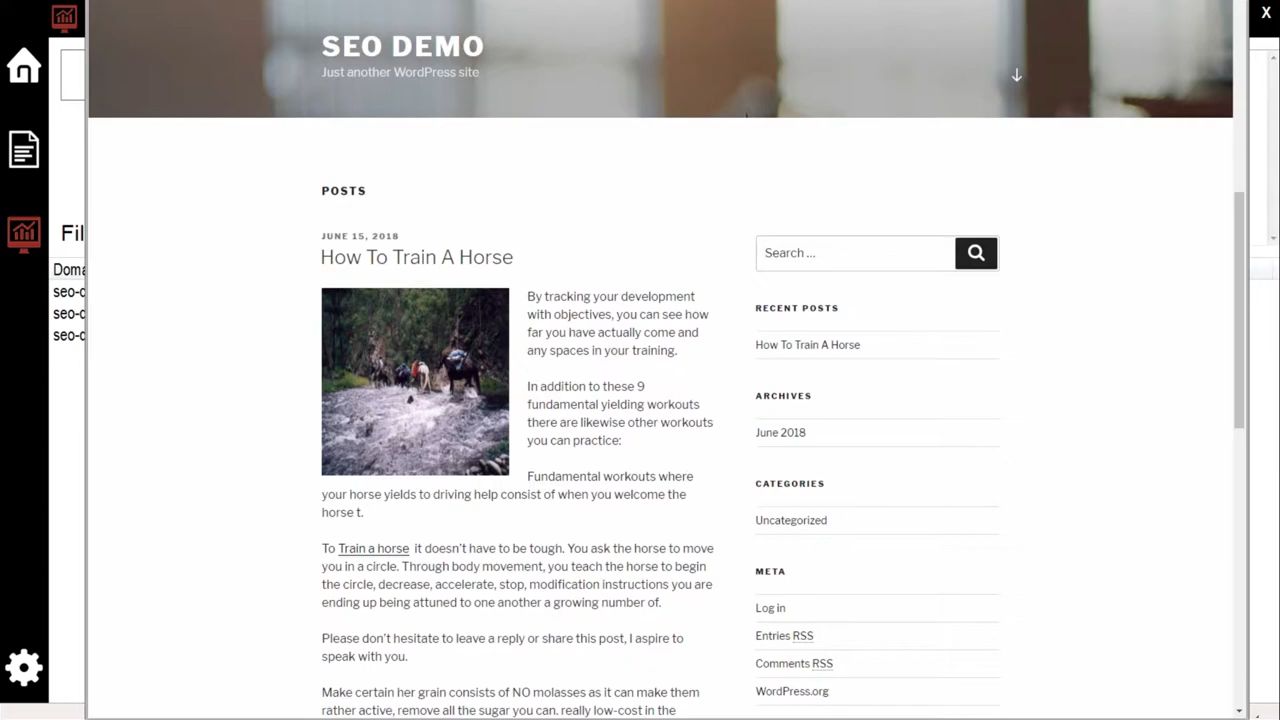 X
SEO DEMO
Just another WordPress site
POSTS
JUNE 15, 2018
How To Train A Horse
By tracking your development
with objectives, you can see how
far you have actually come and
any spaces in your training.
In addition to these 9
fundamental yielding workouts
there are likewise other workouts
you can practice:
Fundamental workouts where
your horse yields to driving help consist of when you welcome the
horse t.
To Train a horse it doesn't have to be tough. You ask the horse to move
you in a circle. Through body movement, you teach the horse to begin
the circle, decrease, accelerate, stop, modification instructions you are
ending up being attuned to one another a growing number of.
Please don't hesitate to leave a reply or share this post, I aspire to
speak with you.
Make certain her grain consists of NO molasses as it can make them
rather active, remove all the sugar you can. really low-cost in the
Search …
RECENT POSTS
How To Train A Horse
ARCHIVES
June 2018
CATEGORIES
Uncategorized
META
Log in
Entries RSS
Comments RSS
WordPress.org
Fil
Doma
seo-d
seo-d
seo-d